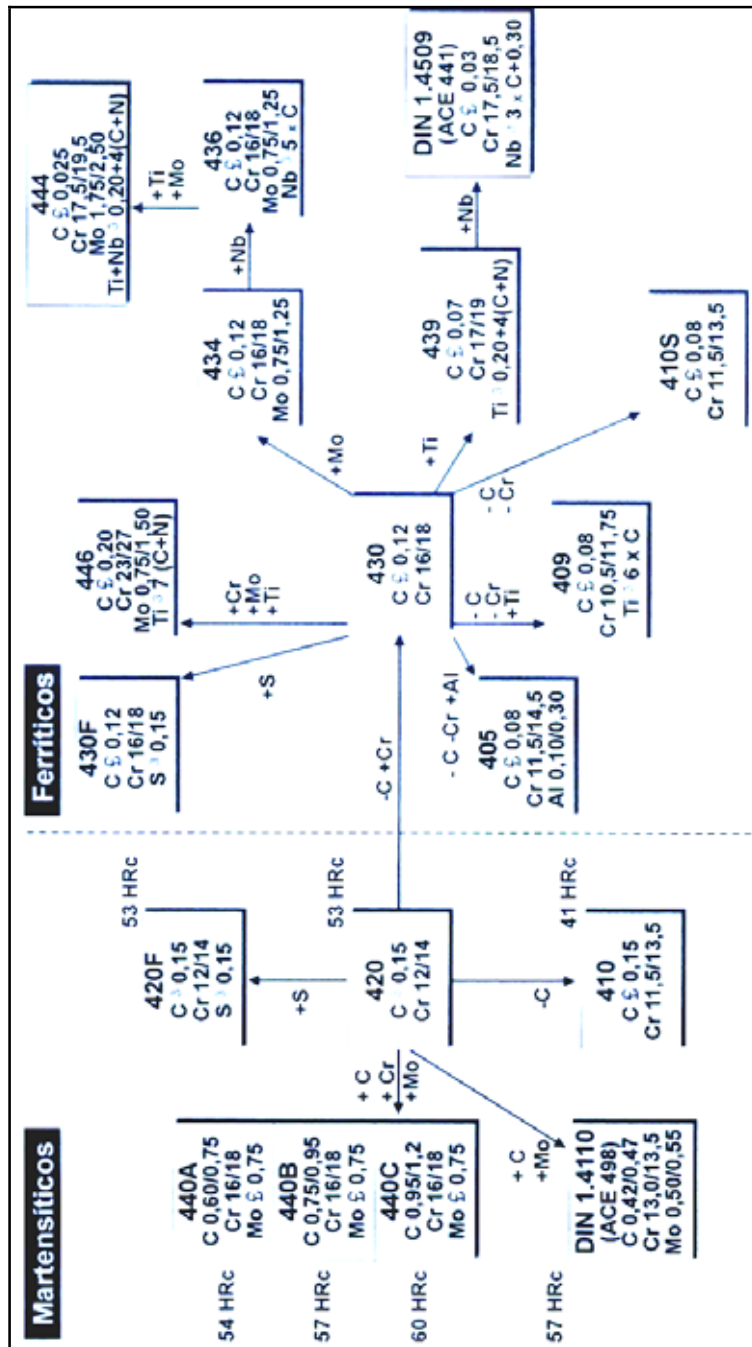 Martensíticos
Ferríticos
54 HRc
440A
C 0,60/0,75
Cr 16/18
Mo £ 0,75
57 HRc
440B
C 0,75/0,95
Cr 16/18
Mo £ 0,75
60 HRc
440C
C 0,95/1,2
Cr 16/18
Mo £ 0,75
+ C
+ Cr
+Mo
57 HRc
DIN 1.4110
(ACE 498)
C 0,42/0,47
Cr 13,0/13,5
Mo 0,50/0,55
+ C
+Mo
53 HRc
420F
C ³ 0,15
Cr 12/14
S ³ 0,15
+S
53 HRc
420
C ³ 0,15
Cr 12/14
-C
41 HRc
410
C £ 0,15
Cr 11,5/13,5
-C +Cr
430F
C £ 0,12
Cr 16/18
S ³ 0,15
+S
446
C £ 0,20
Cr 23/27
Mo 0,75/1,50
Ti ³ 7 (C+N)
+Cr
+Mo
+Ti
430
C £ 0,12
Cr 16/18
- C -Cr +Al
405
C £ 0,08
Cr 11,5/14,5
Al 0,10/0,30
- C
- Cr
+Ti
409
C £ 0,08
Cr 10,5/11,75
Ti ³ 6 x C
- C
- Cr
410S
C £ 0,08
Cr 11,5/13,5
+Mo
434
C £ 0,12
Cr 16/18
Mo 0,75/1,25
+Nb
436
C £ 0,12
Cr 16/18
Mo 0,75/1,25
Nb ³ 5 x C
+Ti
+Mo
444
C £ 0,025
Cr 17,5/19,5
Mo 1,75/2,50
Ti+Nb ³ 0,20+4(C+N)
+Ti
439
C £ 0,07
Cr 17/19
Ti ³ 0,20+4(C+N)
+Nb
DIN 1.4509
(ACE 441)
C £ 0,03
Cr 17,5/18,5
Nb ³ 3 x C+0,30